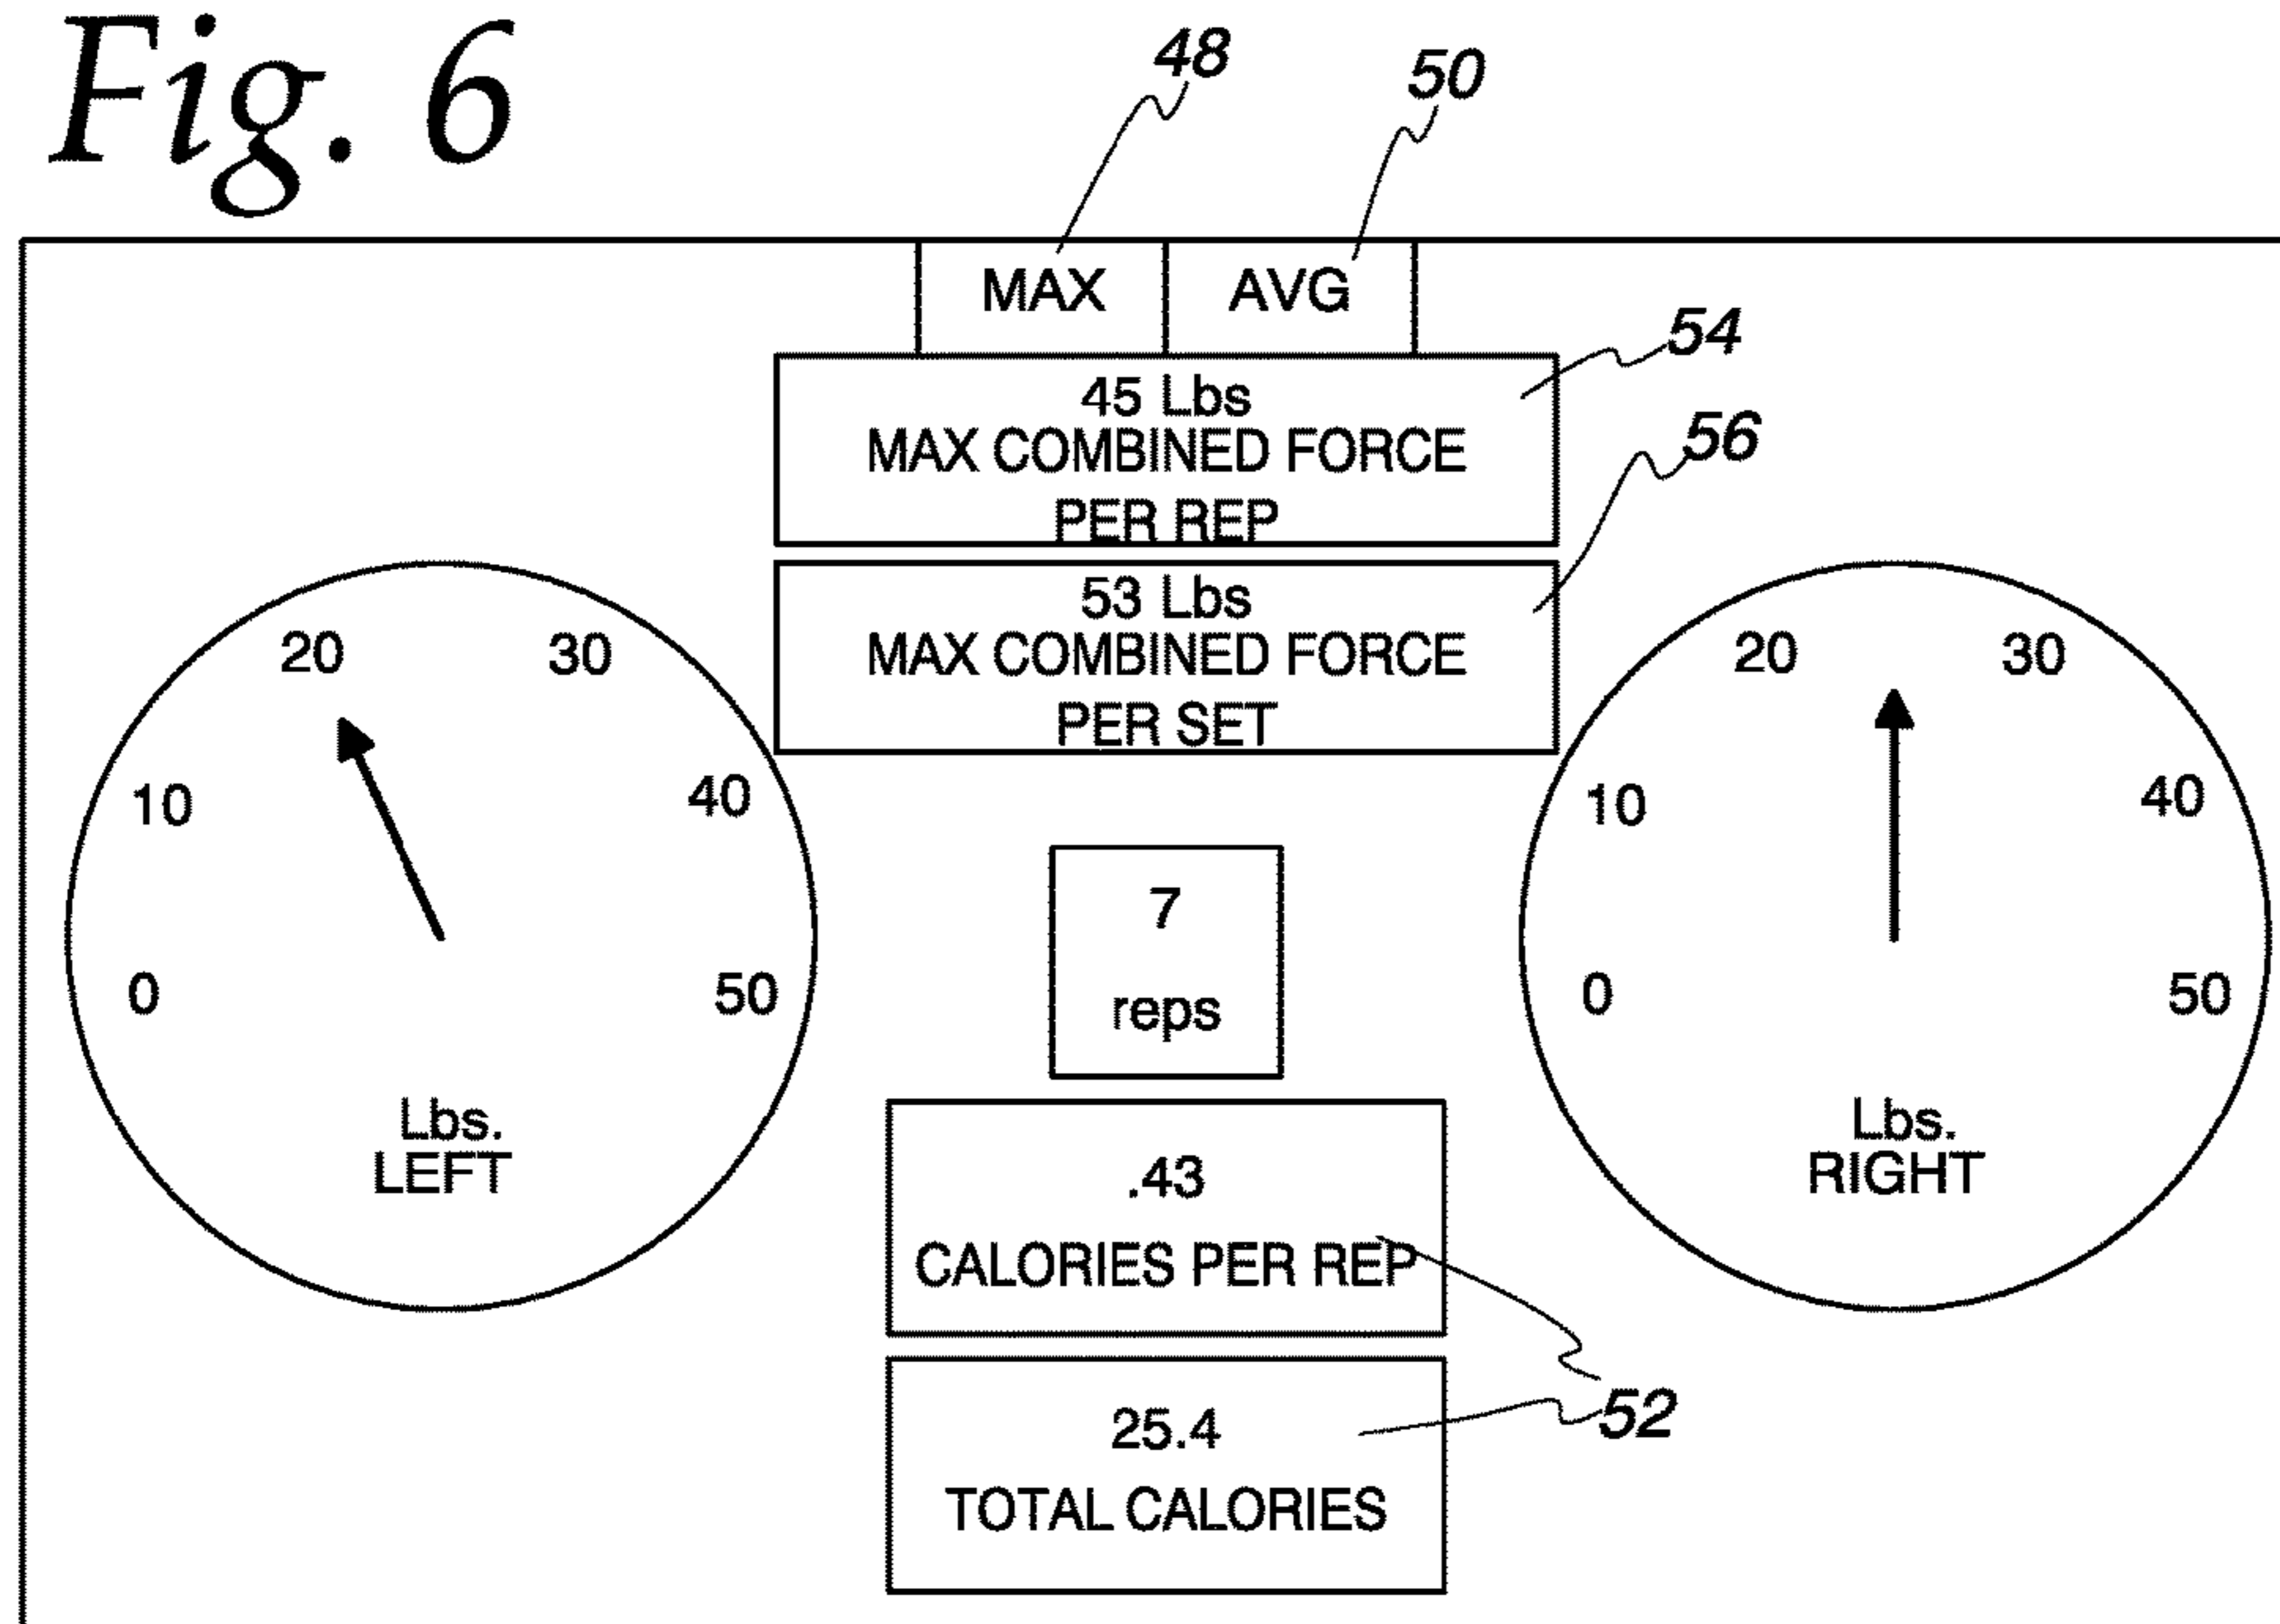 Fig. 6
48
50
MAX
AVG
54
45 Lbs
MAX COMBINED FORCE
PER REP
56
53 Lbs
MAX COMBINED FORCE
PER SET
20
30
10
40
0
50
Lbs.
LEFT
20
30
10
40
0
50
Lbs.
RIGHT
7
reps
.43
CALORIES PER REP
52
25.4
TOTAL CALORIES